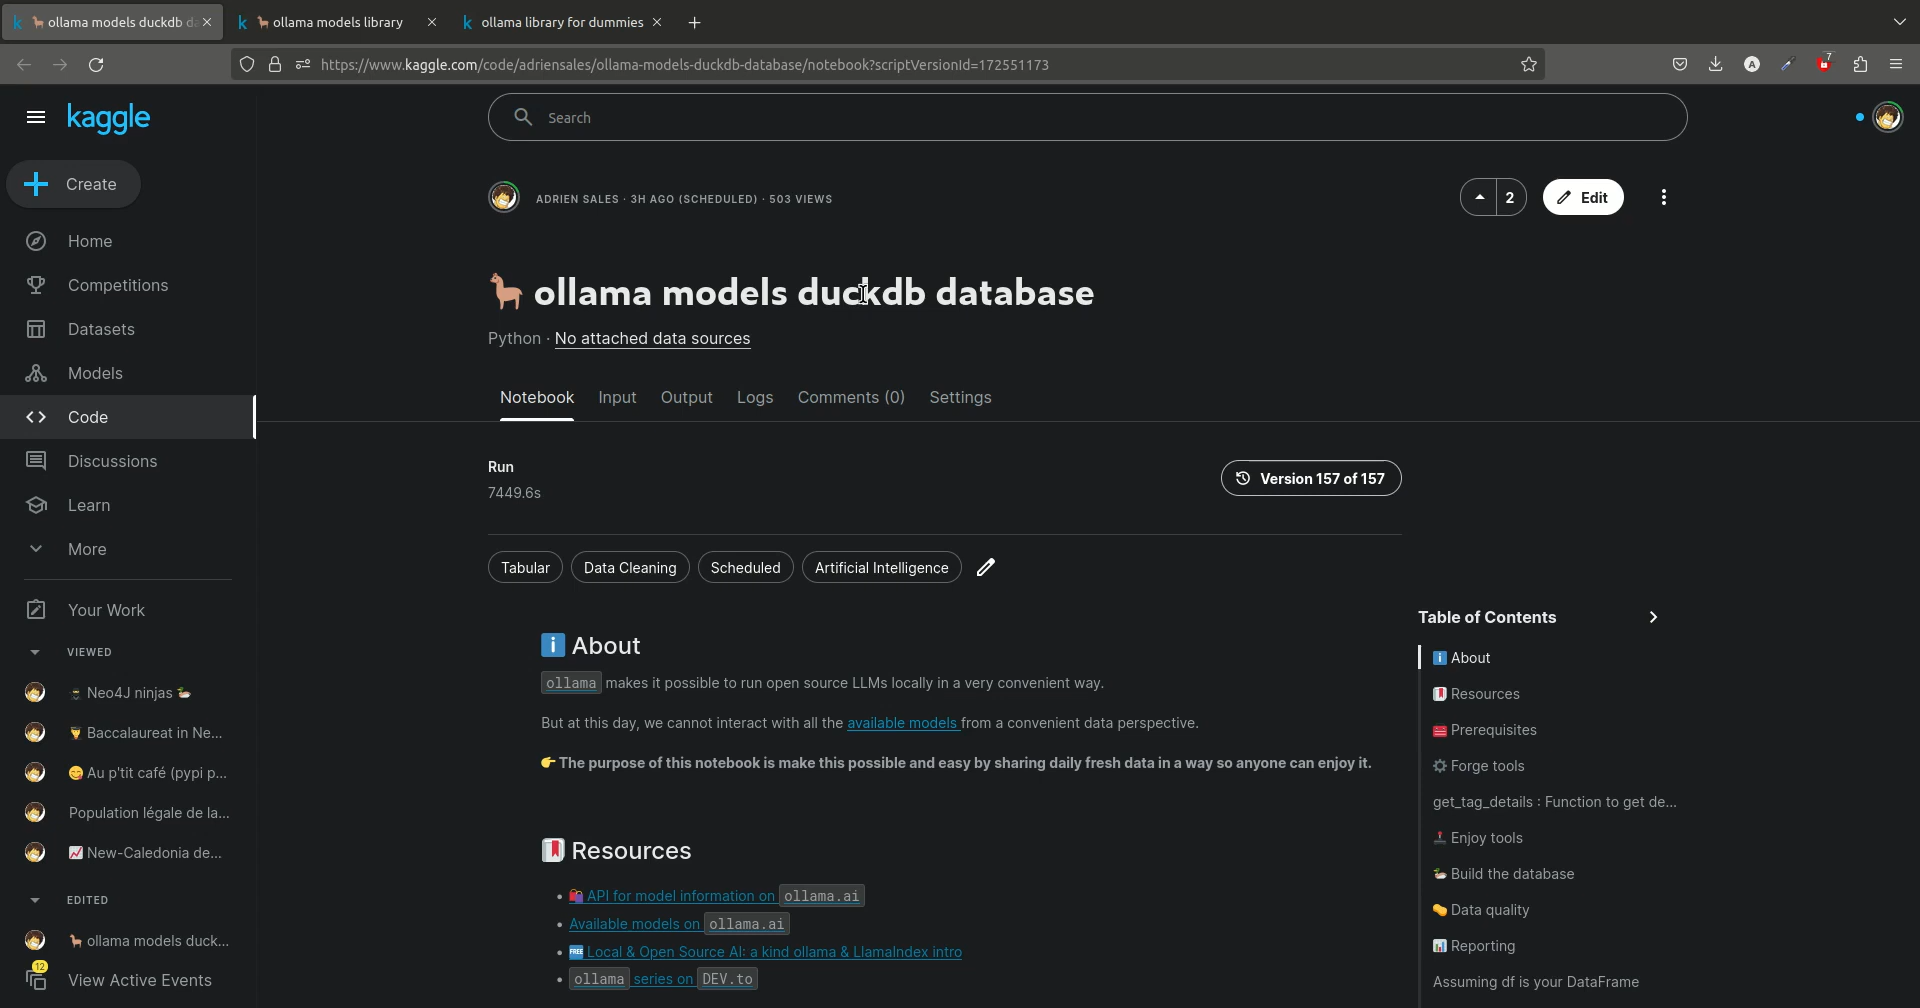 ollama models duckdb da
ollama models library
ollama library for dummies
https://www.kaggle.com/code/adriensales/ollama-models-duckdb-database/notebook?scriptVersionId=172551173
A
7
kaggle
Search
Create
Home
Competitions
Datasets
Models
Code
Discussions
Learn
More
Your Work
VIEWED
Neo4J ninjas
Baccalaureat in Ne...
Au p'tit café (pypi p...
Population légale de la...
New-Caledonia de...
EDITED
ollama models duck...
12
View Active Events
ADRIEN SALES · 3H AGO (SCHEDULED) · 503 VIEWS
2
Edit
ollama models duckdb database
Python · No attached data sources
Notebook Input Output Logs Comments (0) Settings
Run
7449.6s
Version 157 of 157
Tabular Data Cleaning Scheduled Artificial Intelligence
About
ollama makes it possible to run open source LLMs locally in a very convenient way.
But at this day, we cannot interact with all the available models from a convenient data perspective.
The purpose of this notebook is make this possible and easy by sharing daily fresh data in a way so anyone can enjoy it.
Resources
• API for model information on ollama.ai
• Available models on ollama.ai
• FREE Local & Open Source AI: a kind ollama & LlamaIndex intro
• ollama series on DEV.to
Table of Contents
About
Resources
Prerequisites
Forge tools
get_tag_details : Function to get de...
Enjoy tools
Build the database
Data quality
Reporting
Assuming df is your DataFrame